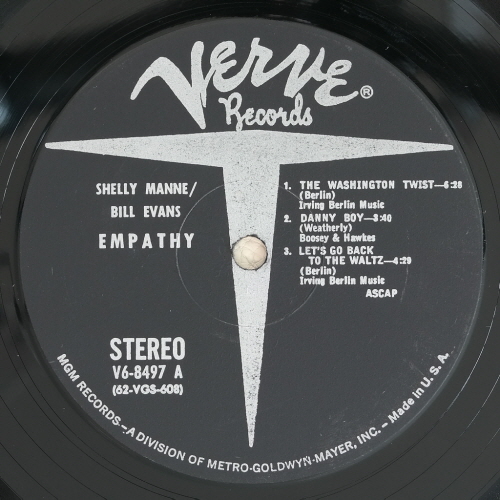 VERVE®
Records
SHELLY MANNE/
BILL EVANS
EMPATHY
1. THE WASHINGTON TWIST—6:28
(Berlin)
Irving Berlin Music
2. DANNY BOY—3:40
(Weatherly)
Boosey & Hawkes
3. LET'S GO BACK
TO THE WALTZ—4:29
(Berlin)
Irving Berlin Music
ASCAP
STEREO
V6-8497 A
(62-VGS-608)
MGM RECORDS—A DIVISION OF METRO-GOLDWYN-MAYER, INC. — Made in U.S.A.